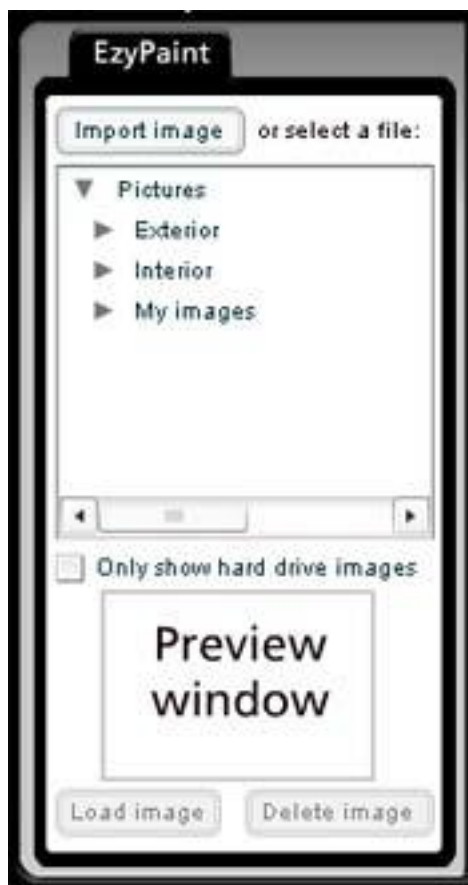 EzyPaint
Import image or select a file:
Pictures
Exterior
Interior
My images
Only show hard drive images
Preview
window
Load image Delete image